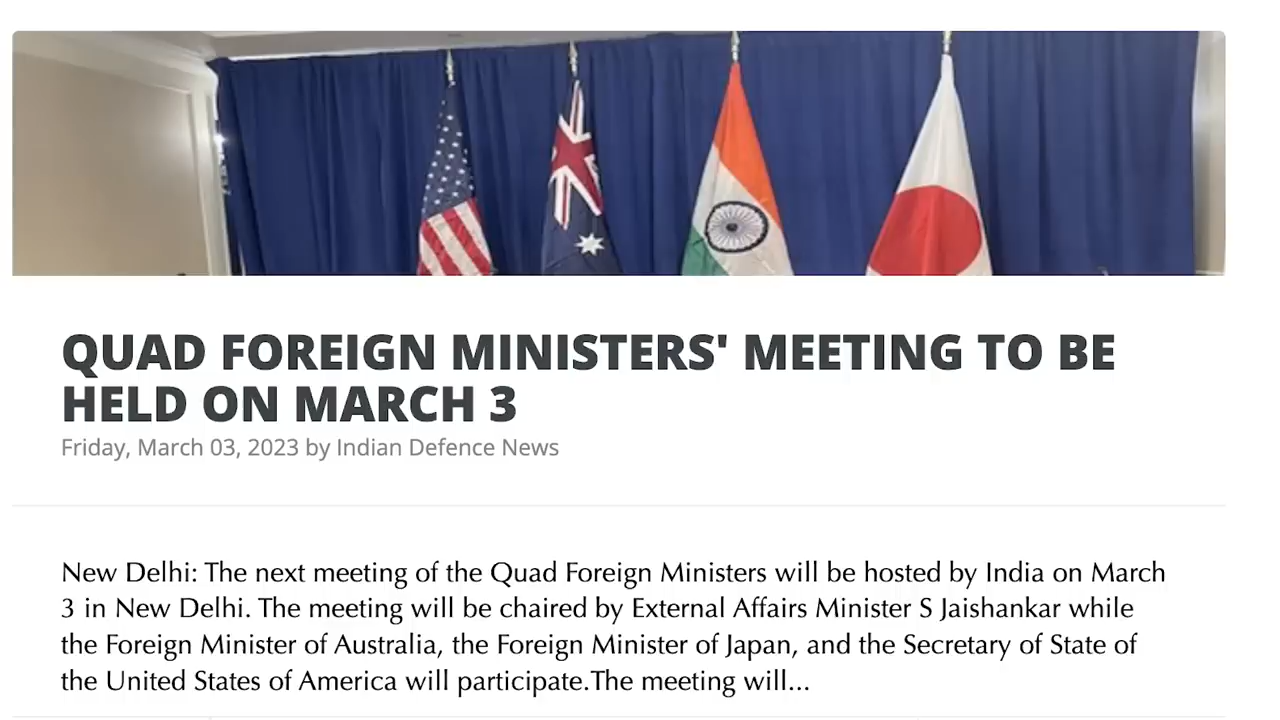 QUAD FOREIGN MINISTERS' MEETING TO BE
HELD ON MARCH 3
Friday, March 03, 2023 by Indian Defence News
New Delhi: The next meeting of the Quad Foreign Ministers will be hosted by India on March
3 in New Delhi. The meeting will be chaired by External Affairs Minister S Jaishankar while
the Foreign Minister of Australia, the Foreign Minister of Japan, and the Secretary of State of
the United States of America will participate.The meeting will...